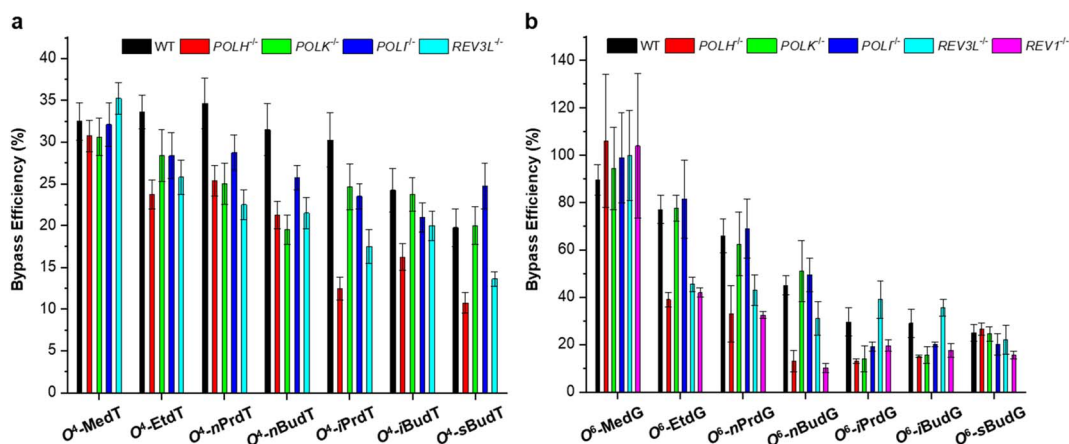 a
WT POLH-/- POLK-/- POLI-/- REV3L-/-
Bypass Efficiency (%)
40
35
30
25
20
15
10
5
0
O⁴-MedT O⁴-EtdT O⁴-nPrdT O⁴-nBudT O⁴-iPrdT O⁴-iBudT O⁴-sBudT
b
WT POLH-/- POLK-/- POLI-/- REV3L-/- REV1-/-
Bypass Efficiency (%)
140
120
100
80
60
40
20
0
O⁶-MedG O⁶-EtdG O⁶-nPrdG O⁶-nBudG O⁶-iPrdG O⁶-iBudG O⁶-sBudG